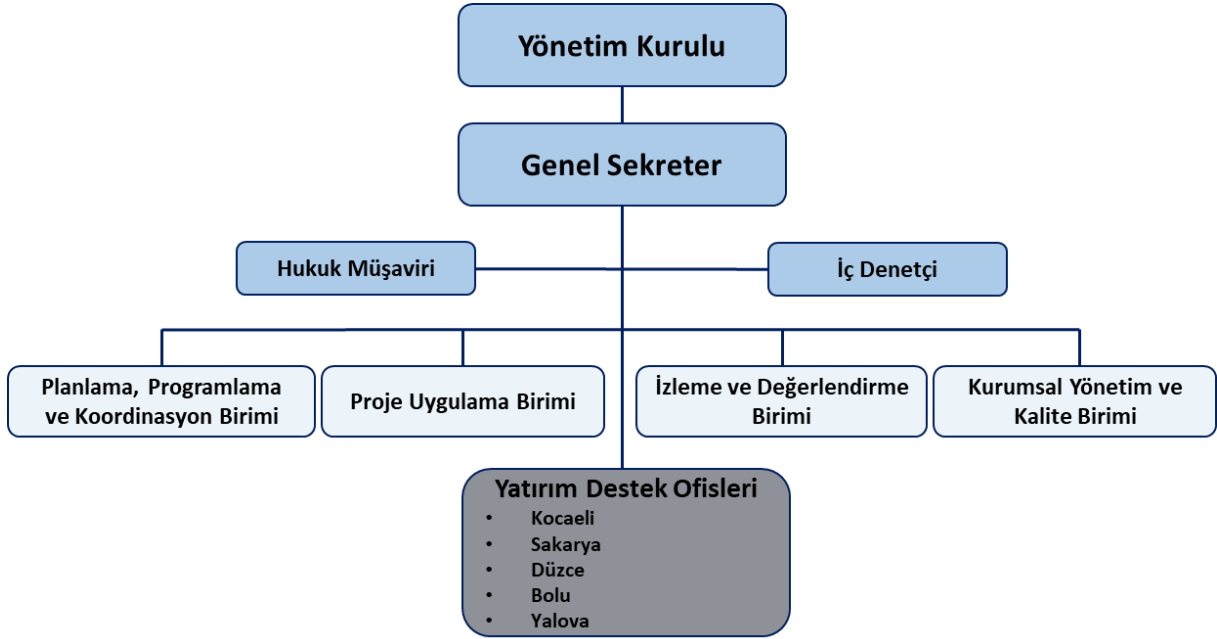 Yönetim Kurulu
Genel Sekreter
Hukuk Müşaviri
İç Denetçi
Planlama, Programlama
ve Koordinasyon Birimi
Proje Uygulama Birimi
İzleme ve Değerlendirme
Birimi
Kurumsal Yönetim ve
Kalite Birimi
Yatırım Destek Ofisleri
• Kocaeli
• Sakarya
• Düzce
• Bolu
• Yalova